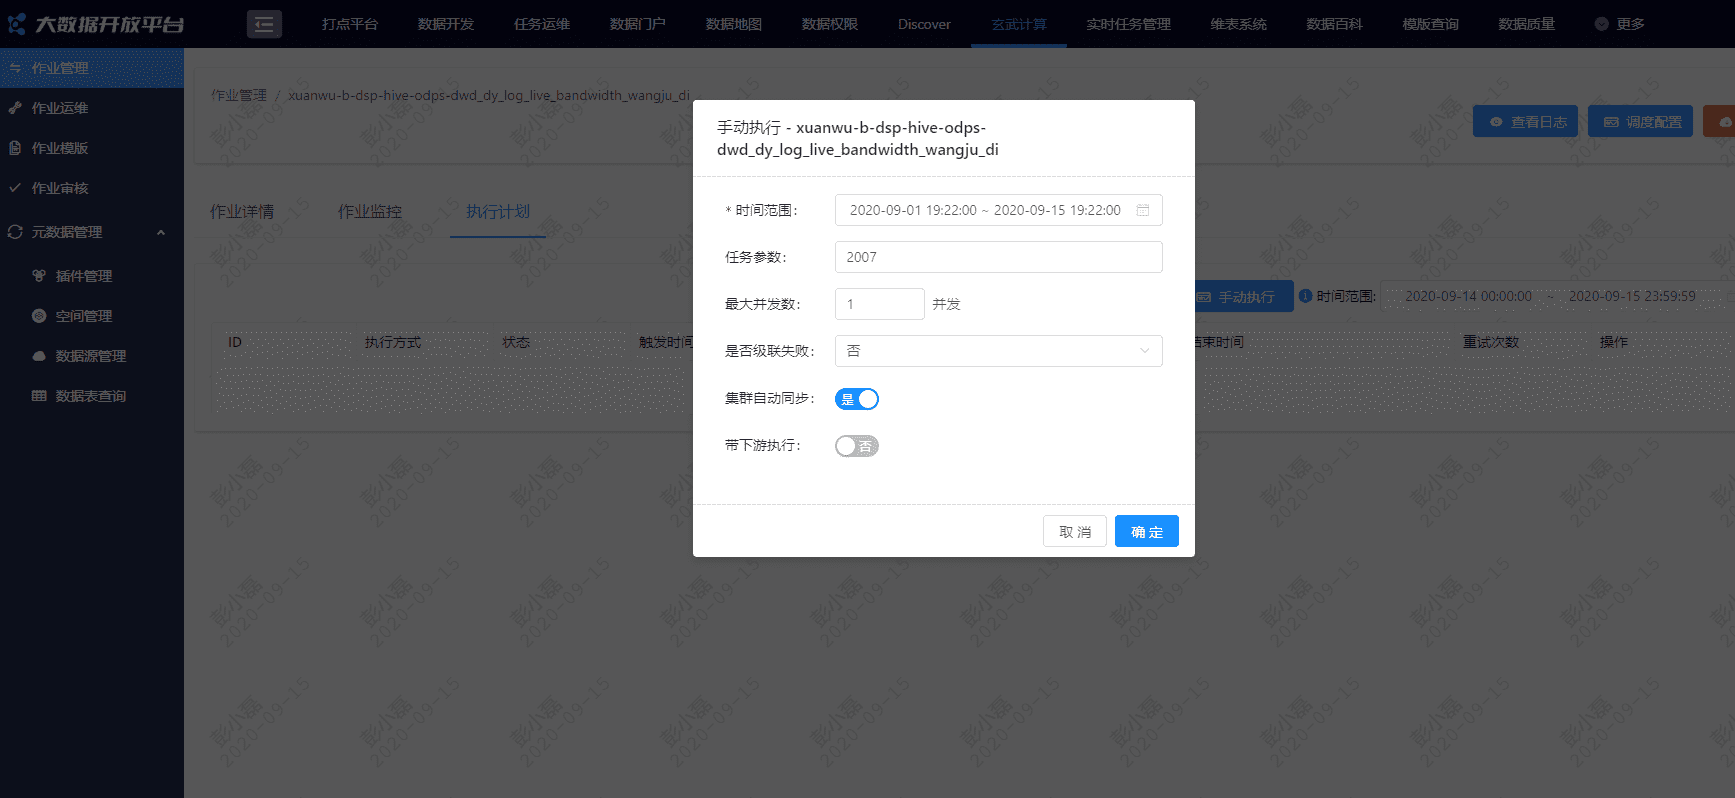 大数据开放平台
打点平台 数据开发 任务运维 数据门户 数据地图 数据权限 Discover 玄武计算 实时任务管理 维表系统 数据百科 模版查询 数据质量 更多
作业管理
作业运维
作业模版
作业审核
元数据管理
插件管理
空间管理
数据源管理
数据表查询
作业管理 / xuanwu-b-dsp-hive-odps-dwd_dy_log_live_bandwidth_wangju_di
查看日志 调度配置
作业详情 作业监控 执行计划
手动执行 时间范围: 2020-09-14 00:00:00 ~ 2020-09-15 23:59:59
ID 执行方式 状态 触发时间 结束时间 重试次数 操作
手动执行 - xuanwu-b-dsp-hive-odps-
dwd_dy_log_live_bandwidth_wangju_di
* 时间范围: 2020-09-01 19:22:00 ~ 2020-09-15 19:22:00
任务参数: 2007
最大并发数: 1 并发
是否级联失败: 否
集群自动同步: 是
带下游执行: 否
取 消 确 定
彭小磊
2020-09-15